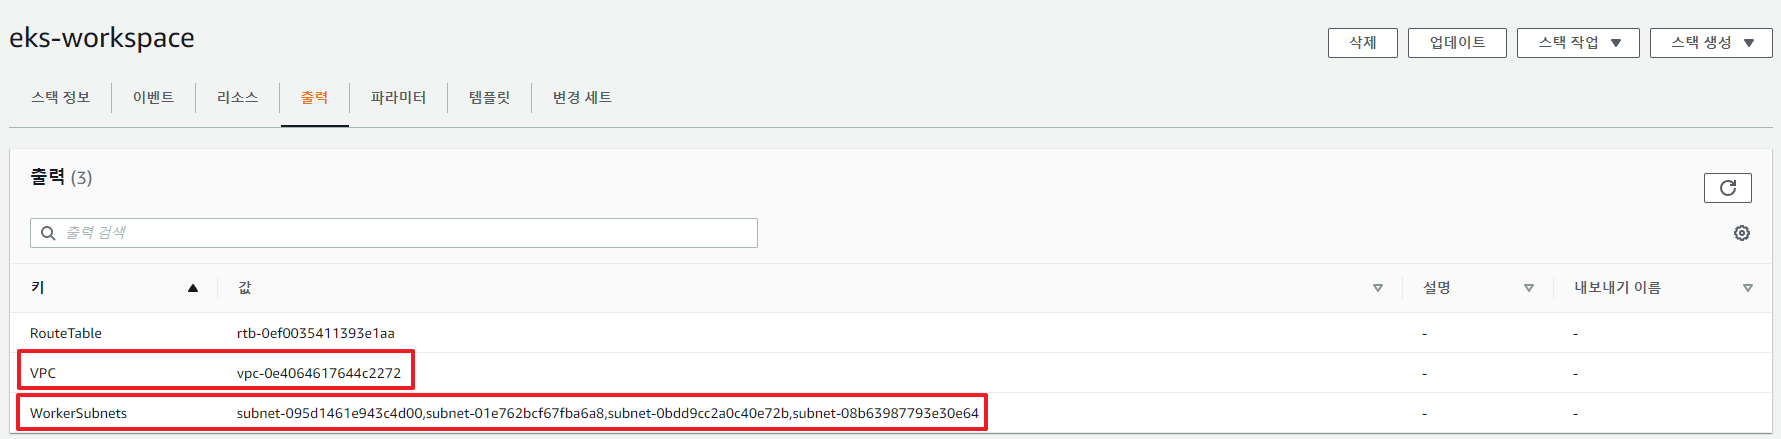 eks-workspace
삭제 업데이트 스택 작업 스택 생성
스택 정보 이벤트 리소스 출력 파라미터 템플릿 변경 세트
출력 (3)
출력 검색
키 값 설명 내보내기 이름
RouteTable rtb-0ef0035411393e1aa - -
VPC vpc-0e4064617644c2272 - -
WorkerSubnets subnet-095d1461e943c4d00,subnet-01e762bcf67fba6a8,subnet-0bdd9cc2a0c40e72b,subnet-08b63987793e30e64 - -